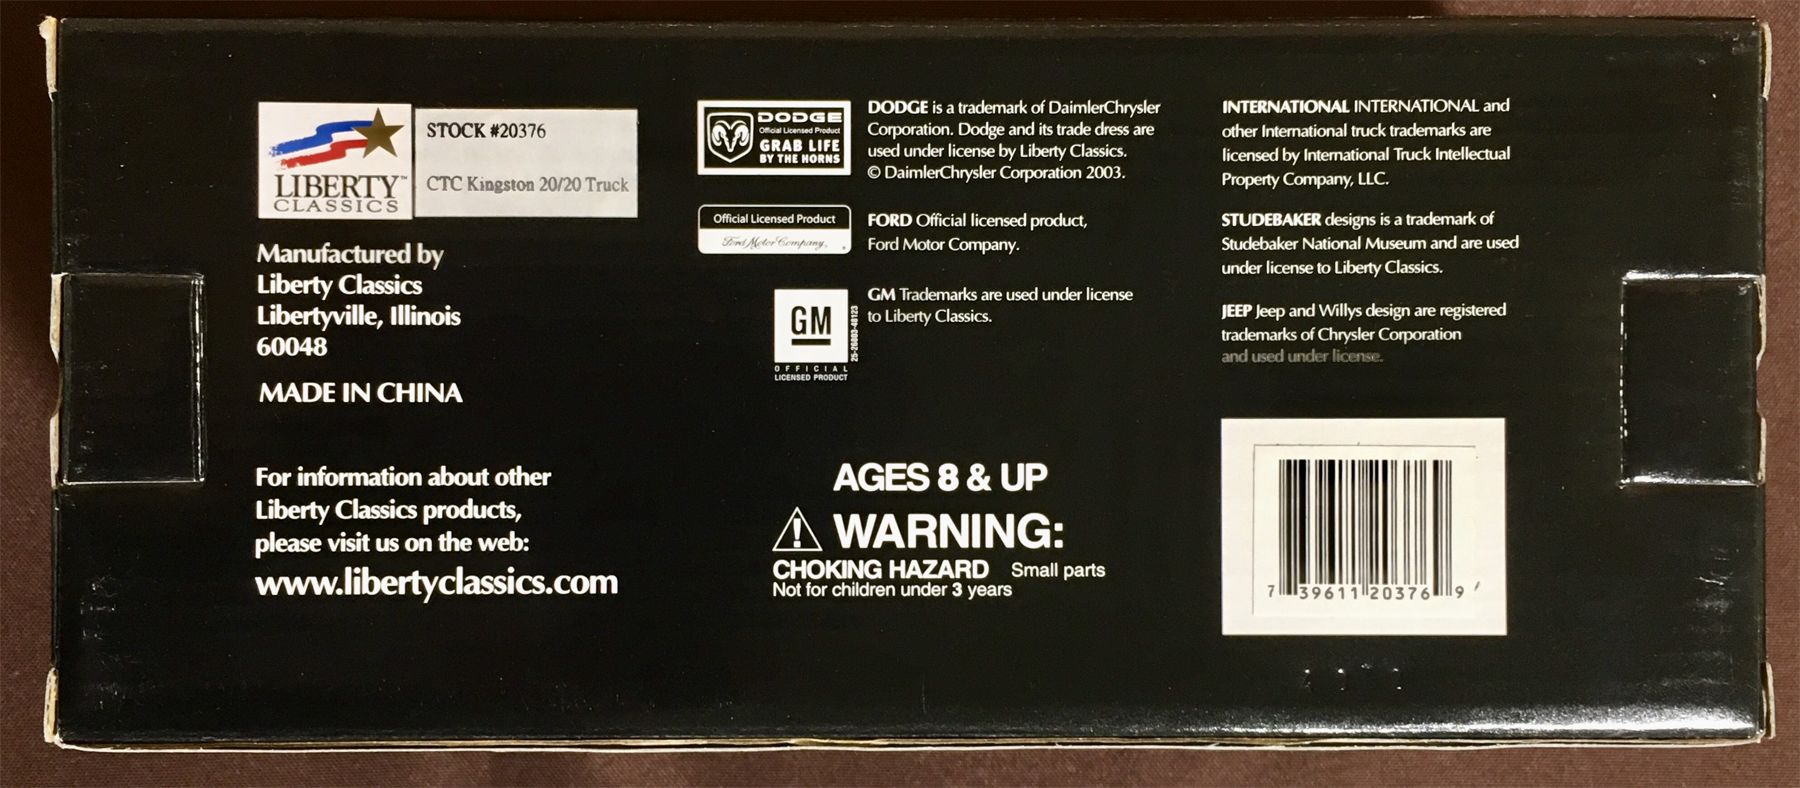 LIBERTY™
CLASSICS
STOCK #20376
CTC Kingston 20/20 Truck
Manufactured by
Liberty Classics
Libertyville, Illinois
60048
MADE IN CHINA
For information about other
Liberty Classics products,
please visit us on the web:
www.libertyclassics.com
DODGE
Official Licensed Product
GRAB LIFE
BY THE HORNS
DODGE is a trademark of DaimlerChrysler
Corporation. Dodge and its trade dress are
used under license by Liberty Classics.
© DaimlerChrysler Corporation 2003.
Official Licensed Product
Ford Motor Company,
FORD Official licensed product,
Ford Motor Company.
GM
OFFICIAL
LICENSED PRODUCT
25-26883-48123
GM Trademarks are used under license
to Liberty Classics.
AGES 8 & UP
WARNING:
CHOKING HAZARD Small parts
Not for children under 3 years
INTERNATIONAL INTERNATIONAL and
other International truck trademarks are
licensed by International Truck Intellectual
Property Company, LLC.
STUDEBAKER designs is a trademark of
Studebaker National Museum and are used
under license to Liberty Classics.
JEEP Jeep and Willys design are registered
trademarks of Chrysler Corporation
and used under license.
7 39611 20376 9